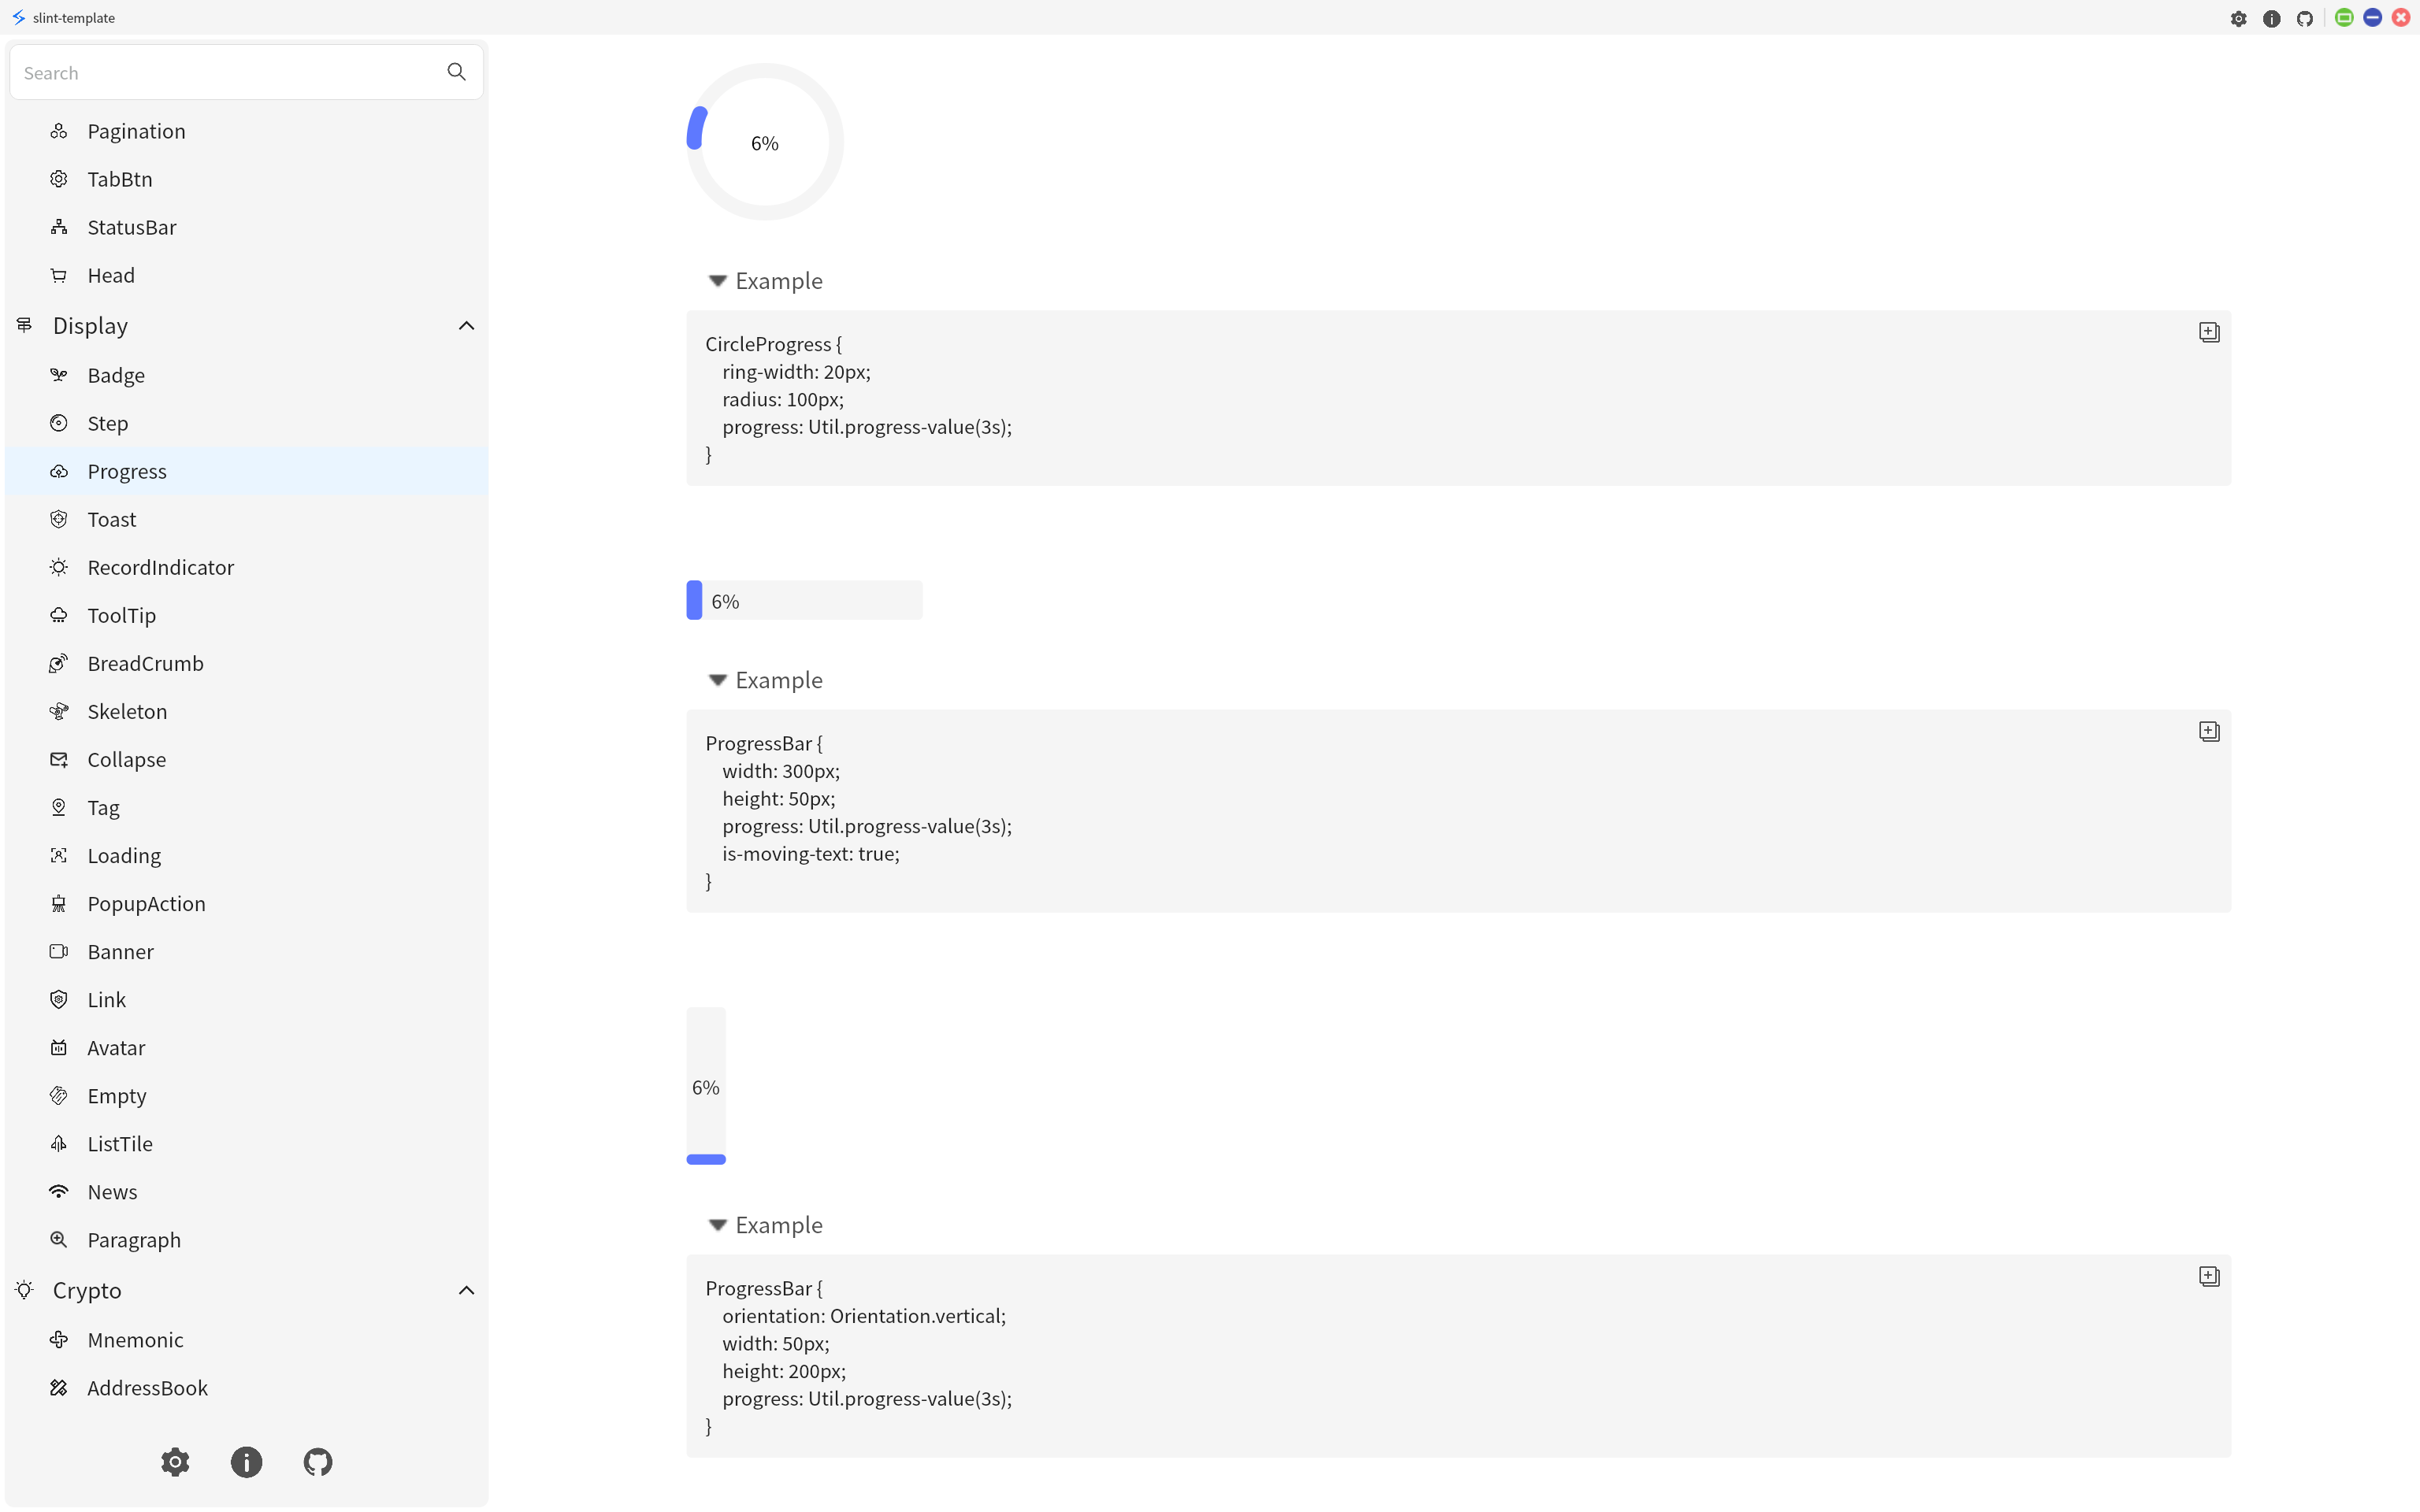 slint-template
Search
Pagination
TabBtn
StatusBar
Head
Display
Badge
Step
Progress
Toast
RecordIndicator
ToolTip
BreadCrumb
Skeleton
Collapse
Tag
Loading
PopupAction
Banner
Link
Avatar
Empty
ListTile
News
Paragraph
Crypto
Mnemonic
AddressBook
6%
Example
CircleProgress {
    ring-width: 20px;
    radius: 100px;
    progress: Util.progress-value(3s);
}
6%
Example
ProgressBar {
    width: 300px;
    height: 50px;
    progress: Util.progress-value(3s);
    is-moving-text: true;
}
6%
Example
ProgressBar {
    orientation: Orientation.vertical;
    width: 50px;
    height: 200px;
    progress: Util.progress-value(3s);
}